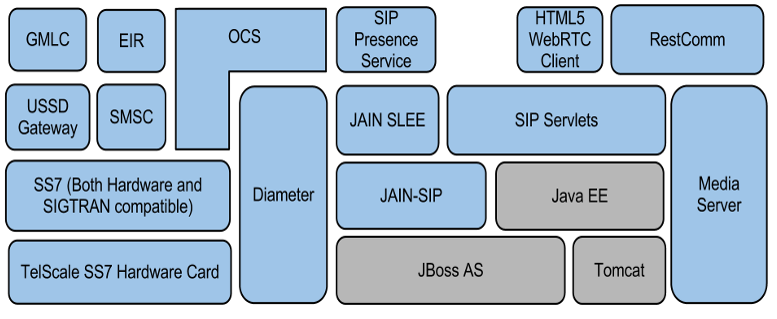 GMLC
EIR
OCS
SIP
Presence
Service
HTML5
WebRTC
Client
RestComm
USSD
Gateway
SMSC
JAIN SLEE
SIP Servlets
SS7 (Both Hardware and
SIGTRAN compatible)
Diameter
JAIN-SIP
Java EE
Media
Server
TelScale SS7 Hardware Card
JBoss AS
Tomcat